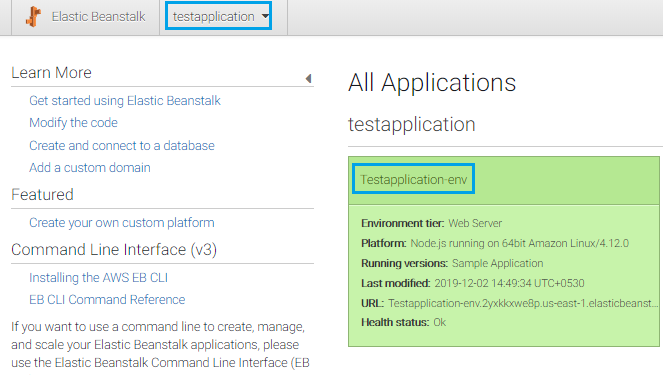 Elastic Beanstalk testapplication
Learn More
Get started using Elastic Beanstalk
Modify the code
Create and connect to a database
Add a custom domain
Featured
Create your own custom platform
Command Line Interface (v3)
Installing the AWS EB CLI
EB CLI Command Reference
If you want to use a command line to create, manage,
and scale your Elastic Beanstalk applications, please
use the Elastic Beanstalk Command Line Interface (EB
All Applications
testapplication
Testapplication-env
Environment tier: Web Server
Platform: Node.js running on 64bit Amazon Linux/4.12.0
Running versions: Sample Application
Last modified: 2019-12-02 14:49:34 UTC+0530
URL: Testapplication-env.2yxkkxwe8p.us-east-1.elasticbeanst...
Health status: Ok